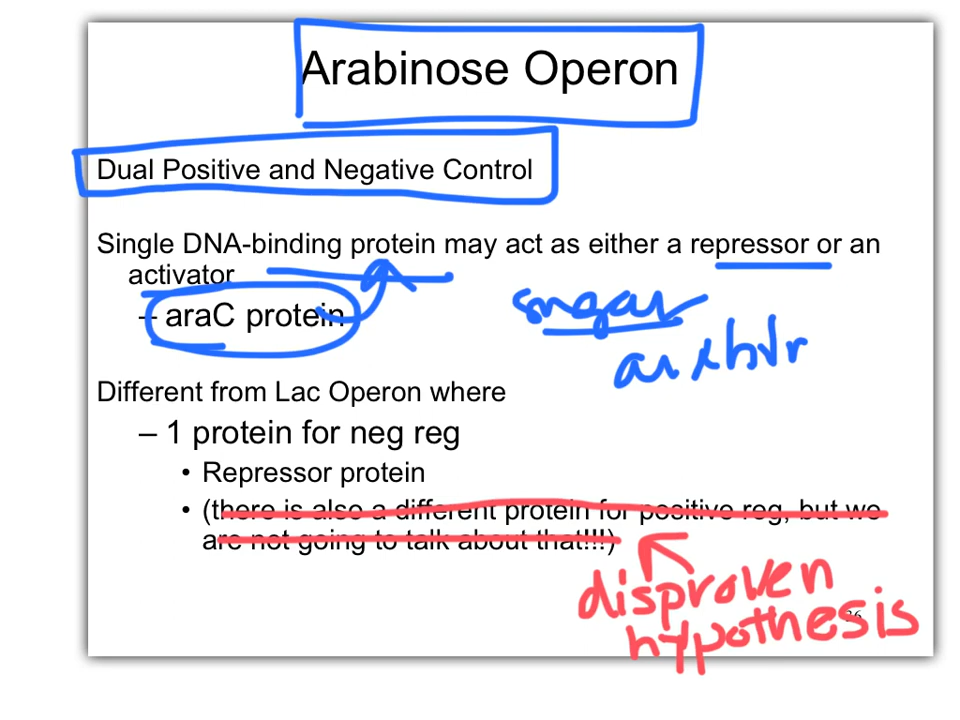 Arabinose Operon
Dual Positive and Negative Control
Single DNA-binding protein may act as either a repressor or an
activator
– araC protein
sugar
Different from Lac Operon where
– 1 protein for neg reg
• Repressor protein
• (there is also a different protein for positive reg, but we
are not going to talk about that!!!)
disproven
hypothesis